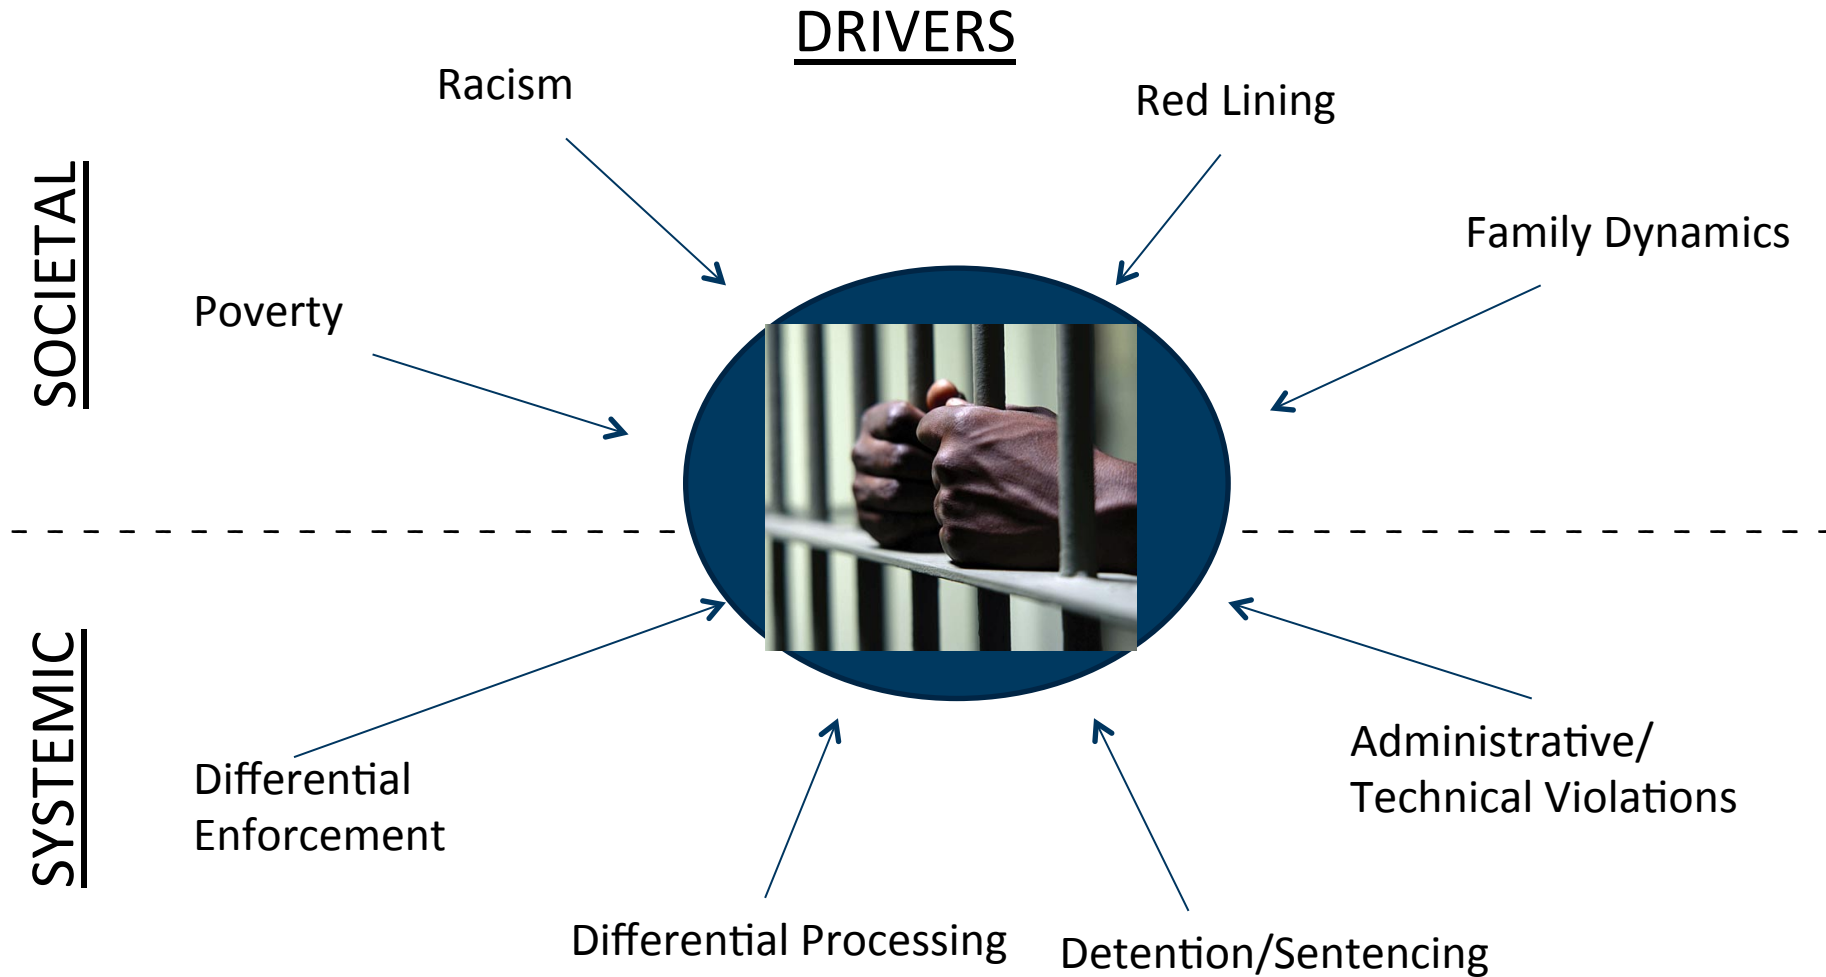 DRIVERS
Racism
Red Lining
Family Dynamics
Poverty
SOCIETAL
SYSTEMIC
Differential
Enforcement
Differential Processing
Detention/Sentencing
Administrative/
Technical Violations